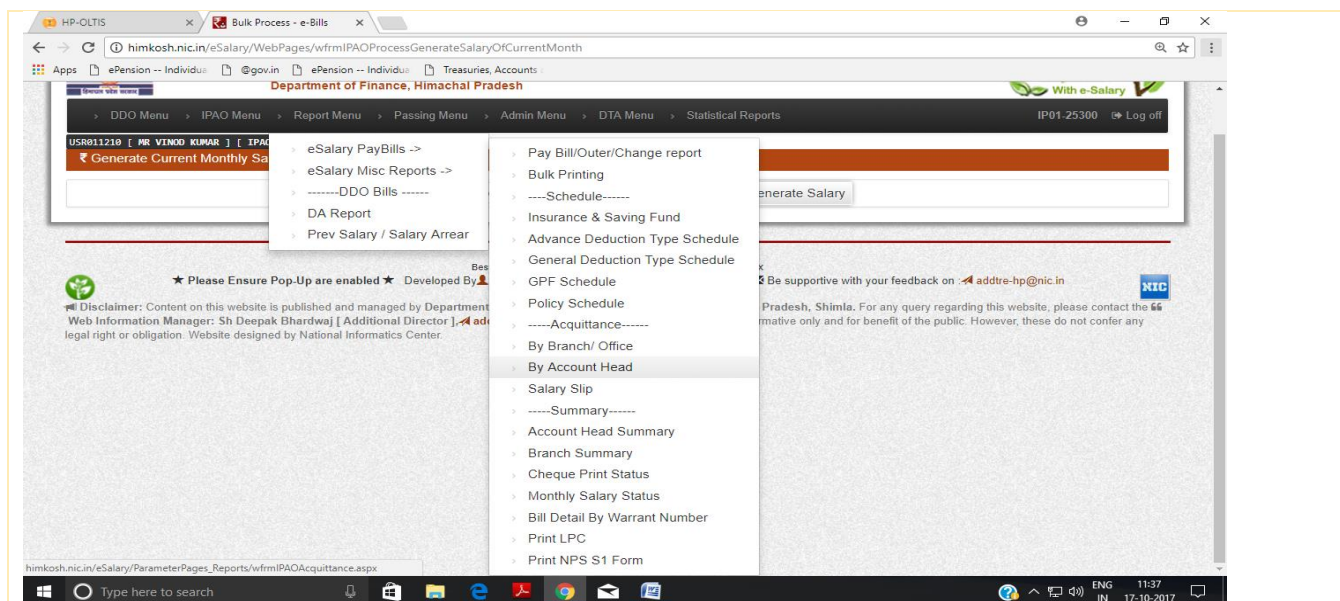 HP-OLTIS
Bulk Process - e-Bills
himkosh.nic.in/eSalary/WebPages/wfrmIPAOProcessGenerateSalaryOfCurrentMonth
Apps ePension -- Individua @gov.in ePension -- Individua Treasuries, Accounts
Department of Finance, Himachal Pradesh
With e-Salary
DDO Menu IPAO Menu Report Menu Passing Menu Admin Menu DTA Menu Statistical Reports IP01-25300 Log off
USR011210 [ MR VINOD KUMAR ] [ IPAO
₹ Generate Current Monthly Sa
enerate Salary
eSalary PayBills ->
eSalary Misc Reports ->
-------DDO Bills ------
DA Report
Prev Salary / Salary Arrear
Pay Bill/Outer/Change report
Bulk Printing
----Schedule------
Insurance & Saving Fund
Advance Deduction Type Schedule
General Deduction Type Schedule
GPF Schedule
Policy Schedule
-----Acquittance-----
By Branch/ Office
By Account Head
Salary Slip
-----Summary------
Account Head Summary
Branch Summary
Cheque Print Status
Monthly Salary Status
Bill Detail By Warrant Number
Print LPC
Print NPS S1 Form
Bes x
★ Please Ensure Pop-Up are enabled ★ Developed By Be supportive with your feedback on : addtre-hp@nic.in
NIC
Disclaimer: Content on this website is published and managed by Department Pradesh, Shimla. For any query regarding this website, please contact the
Web Information Manager: Sh Deepak Bhardwaj [ Additional Director ], add rmative only and for benefit of the public. However, these do not confer any
legal right or obligation. Website designed by National Informatics Center.
himkosh.nic.in/eSalary/ParameterPages_Reports/wfrmIPAOAcquittance.aspx
Type here to search
ENG 11:37
IN 17-10-2017